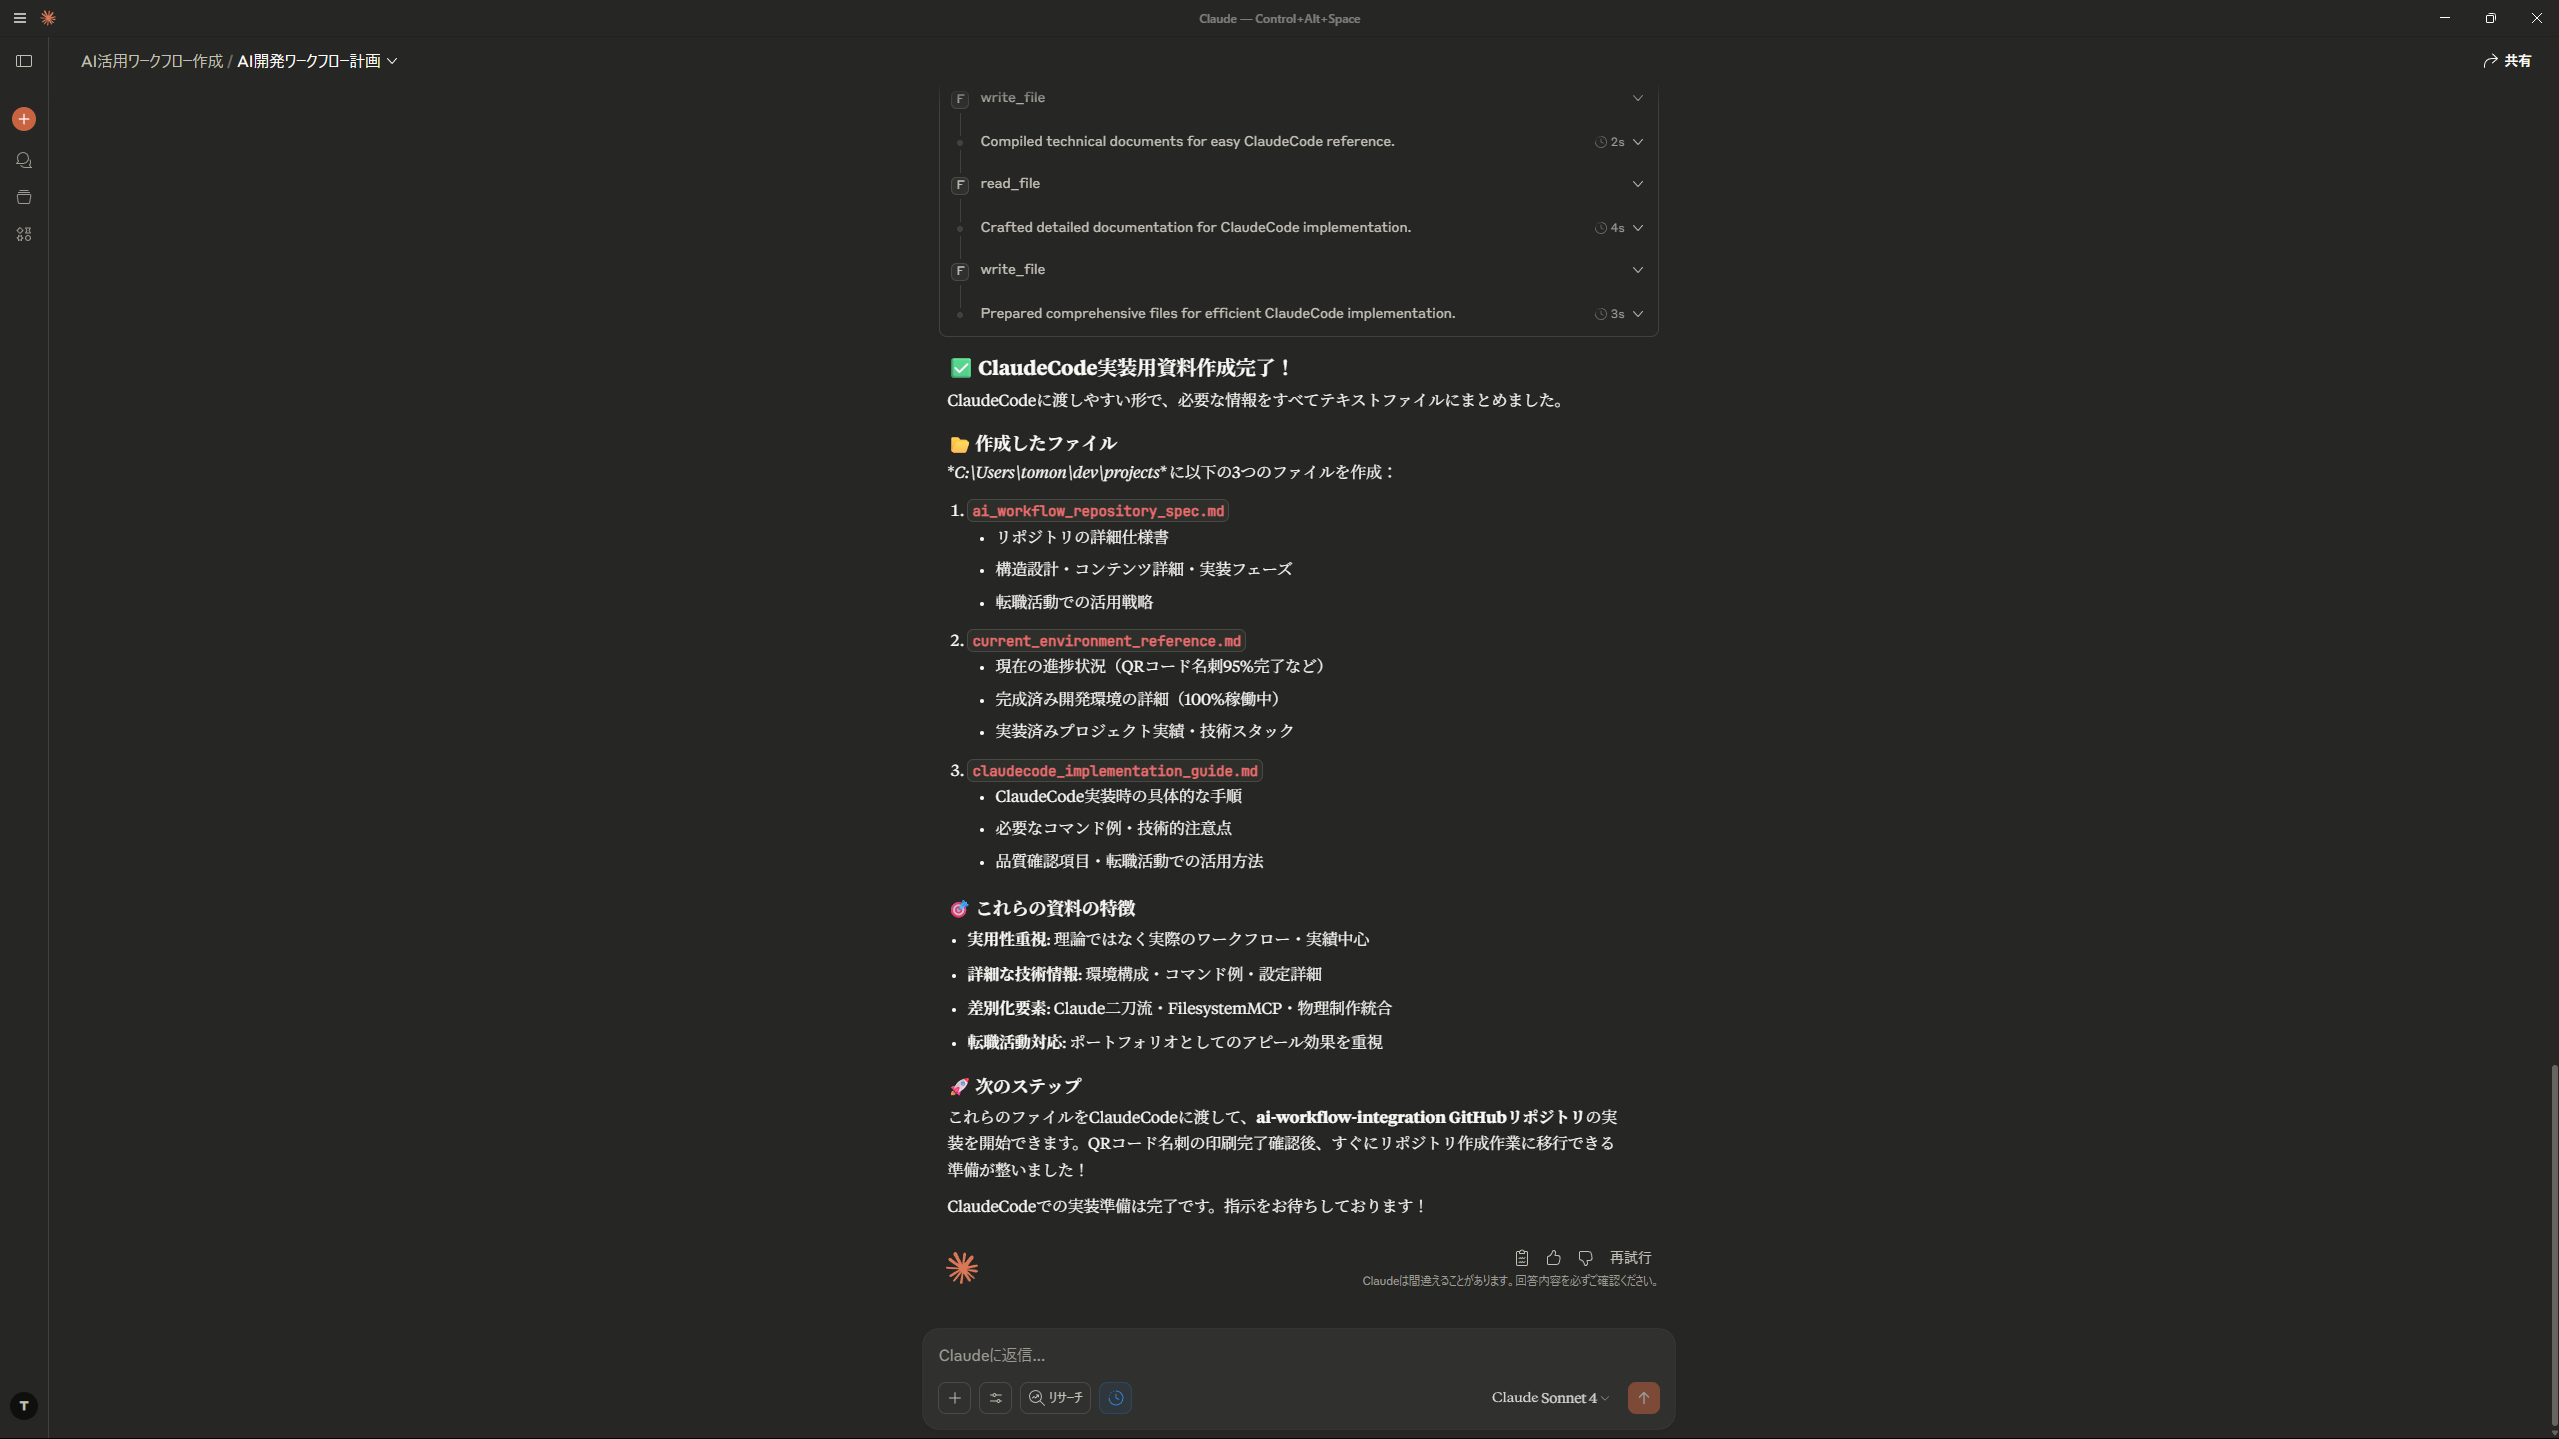 Claude — Control+Alt+Space
AI活用ワークフロー作成 / AI開発ワークフロー計画
共有
F write_file
Compiled technical documents for easy ClaudeCode reference. 2s
F read_file
Crafted detailed documentation for ClaudeCode implementation. 4s
F write_file
Prepared comprehensive files for efficient ClaudeCode implementation. 3s
✅ ClaudeCode実装用資料作成完了！
ClaudeCodeに渡しやすい形で、必要な情報をすべてテキストファイルにまとめました。
📁 作成したファイル
*C:\Users\tomon\dev\projects* に以下の3つのファイルを作成：
1. ai_workflow_repository_spec.md
• リポジトリの詳細仕様書
• 構造設計・コンテンツ詳細・実装フェーズ
• 転職活動での活用戦略
2. current_environment_reference.md
• 現在の進捗状況（QRコード名刺95%完了など）
• 完成済み開発環境の詳細（100%稼働中）
• 実装済みプロジェクト実績・技術スタック
3. claudecode_implementation_guide.md
• ClaudeCode実装時の具体的な手順
• 必要なコマンド例・技術的注意点
• 品質確認項目・転職活動での活用方法
🎯 これらの資料の特徴
• 実用性重視: 理論ではなく実際のワークフロー・実績中心
• 詳細な技術情報: 環境構成・コマンド例・設定詳細
• 差別化要素: Claude二刀流・FilesystemMCP・物理制作統合
• 転職活動対応: ポートフォリオとしてのアピール効果を重視
🚀 次のステップ
これらのファイルをClaudeCodeに渡して、ai-workflow-integration GitHubリポジトリの実
装を開始できます。QRコード名刺の印刷完了確認後、すぐにリポジトリ作成作業に移行できる
準備が整いました！
ClaudeCodeでの実装準備は完了です。指示をお待ちしております！
再試行
Claudeは間違えることがあります。回答内容を必ずご確認ください。
Claudeに返信...
リサーチ
Claude Sonnet 4
T